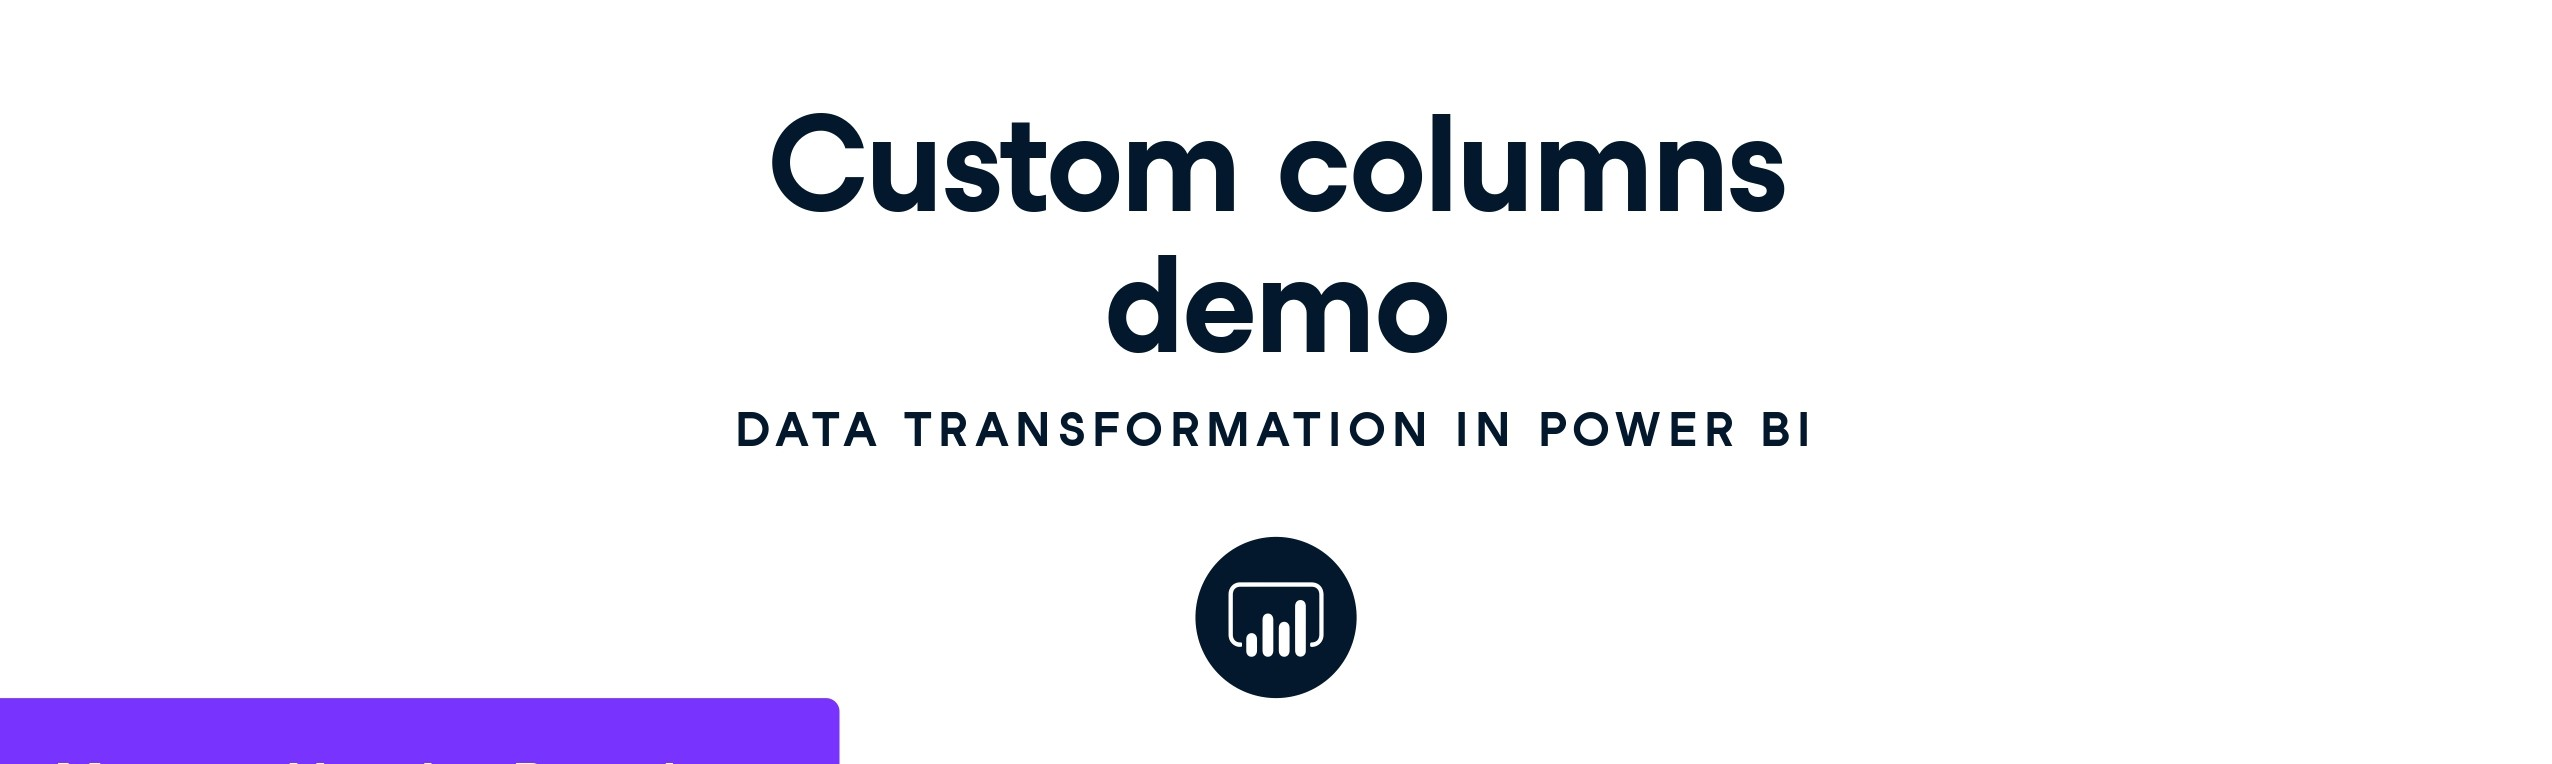 Custom columns
demo
DATA TRANSFORMATION IN POWER BI